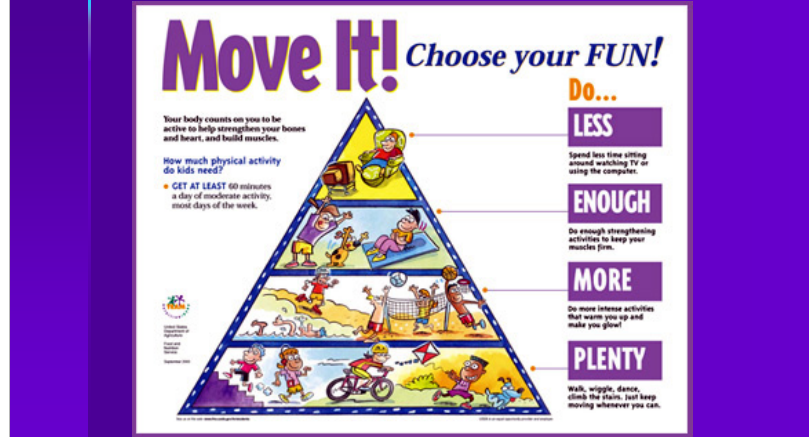 Move It! Choose your FUN!
Your body counts on you to be
active to help strengthen your bones
and heart, and build muscles.
How much physical activity
do kids need?
• GET AT LEAST 60 minutes
a day of moderate activity,
most days of the week.
Do...
LESS
Spend less time sitting
around watching TV or
using the computer.
ENOUGH
Do enough strengthening
activities to keep your
muscles firm.
MORE
Do more intense activities
that warm you up and
make you glow!
PLENTY
Walk, wiggle, dance,
climb the stairs. Just keep
moving whenever you can.
United States
Department of
Agriculture
Food and
Nutrition
Service